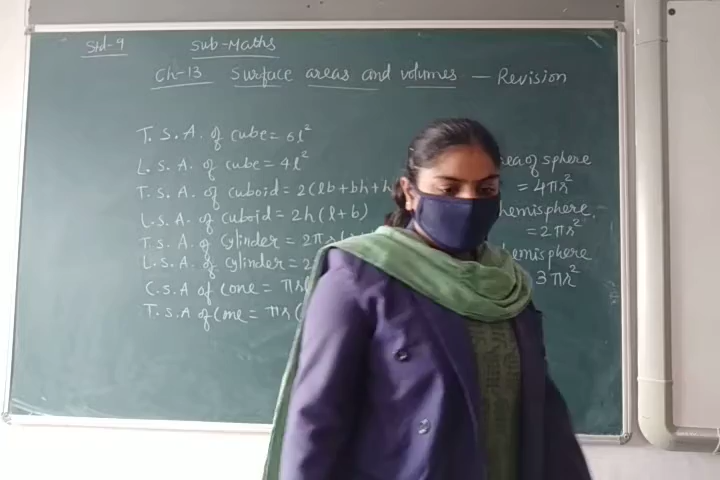 Std-9 Sub-Maths
Ch-13 Surface areas and volumes - Revision
T.S.A. of cube = 6l²
L.S.A. of cube = 4l²
T.S.A. of cuboid = 2(lb+bh+h
L.S.A. of cuboid = 2h(l+b)
T.S.A. of cylinder = 2πr(
L.S.A. of cylinder = 2
C.S.A of cone = πr
T.S.A of cone = πr(
of sphere
= 4πr²
hemisphere.
= 2πr²
hemisphere
3πr²